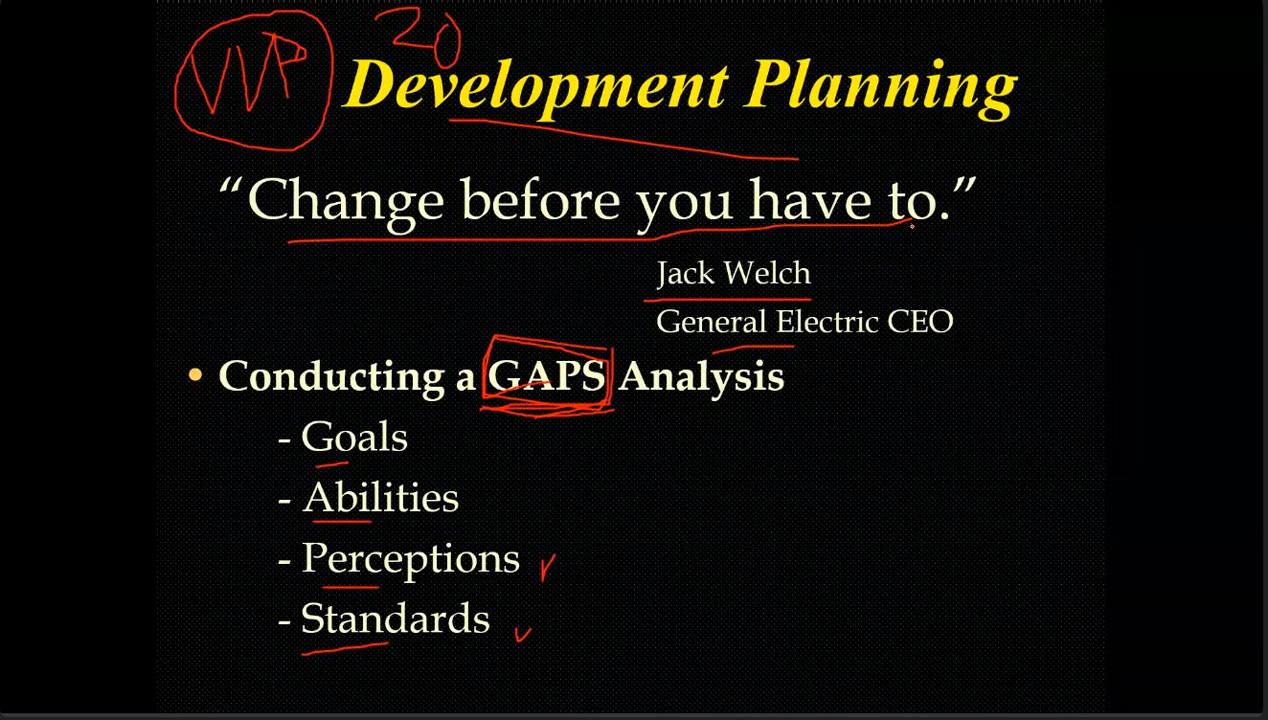 VVP 20
Development Planning
“Change before you have to.”
Jack Welch
General Electric CEO
• Conducting a GAPS Analysis
- Goals
- Abilities
- Perceptions
- Standards